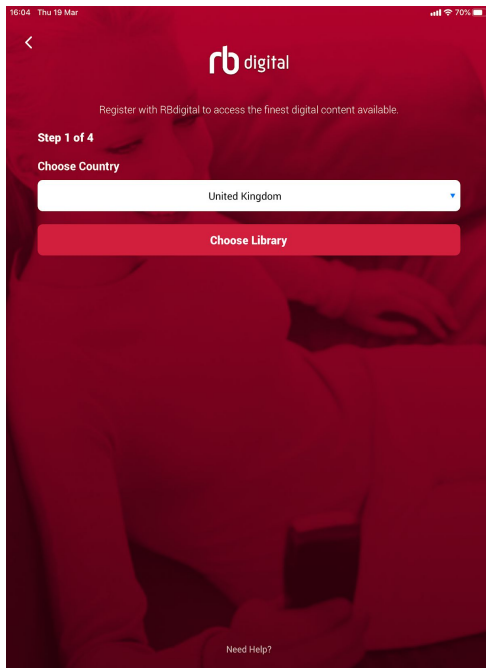 16:04 Thu 19 Mar 70%
rb digital
Register with RBdigital to access the finest digital content available.
Step 1 of 4
Choose Country
United Kingdom
Choose Library
Need Help?